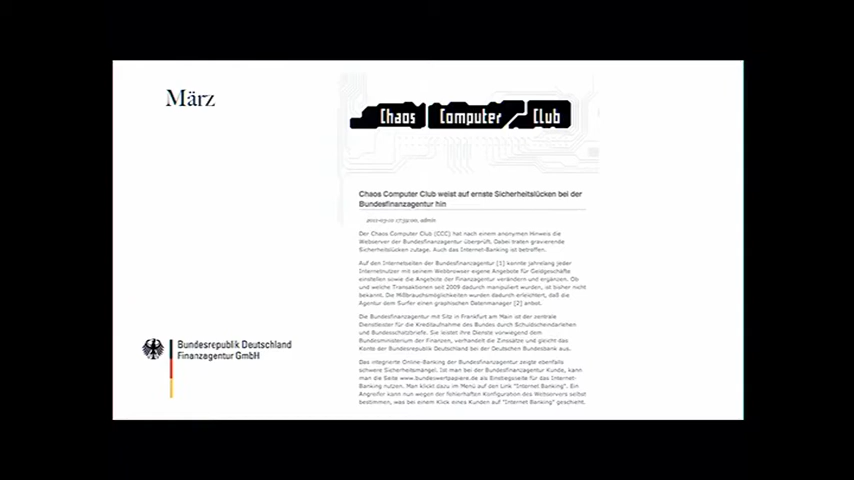 März
Chaos Computer Club
Chaos Computer Club weist auf ernste Sicherheitslücken bei der
Bundesfinanzagentur hin
admin
Der Chaos Computer Club (CCC) hat nach einem anonymen Hinweis die
Webserver der Bundesfinanzagentur überprüft. Dabei traten gravierende
Sicherheitslücken zutage. Auch das Internet-Banking ist betroffen.
Auf den Internetseiten der Bundesfinanzagentur [1] konnte jahrelang jeder
Internetnutzer mit seinem Webbrowser eigene Angebote für Geldgeschäfte
einstellen sowie die Angebote der Finanzagentur verändern und ergänzen. Ob
und welche Transaktionen seit 2009 dadurch manipuliert wurden, ist bisher nicht
bekannt. Die Mißbrauchsmöglichkeiten wurden dadurch erleichtert, daß die
Agentur dem Surfer einen graphischen Datenmanager [2] anbot.
Die Bundesfinanzagentur mit Sitz in Frankfurt am Main ist der zentrale
Dienstleister für die Kreditaufnahme des Bundes durch Schuldscheindarlehen
und Bundesschatzbriefe. Sie leistet ihre Dienste vorwiegend dem
Bundesministerium der Finanzen, verhandelt die Zinssätze und gleicht das
Konto der Bundesrepublik Deutschland bei der Deutschen Bundesbank aus.
Das integrierte Online-Banking der Bundesfinanzagentur zeigte ebenfalls
schwere Sicherheitsmängel. Ist man bei der Bundesfinanzagentur Kunde, kann
man die Seite www.bundeswertpapiere.de als Einstiegsseite für das Internet-
Banking nutzen. Man klickt dazu im Menü auf den Link "Internet Banking". Ein
Angreifer kann nun wegen der fehlerhaften Konfiguration des Webservers selbst
bestimmen, was bei einem Klick eines Kunden auf "Internet Banking" geschieht.
Bundesrepublik Deutschland
Finanzagentur GmbH